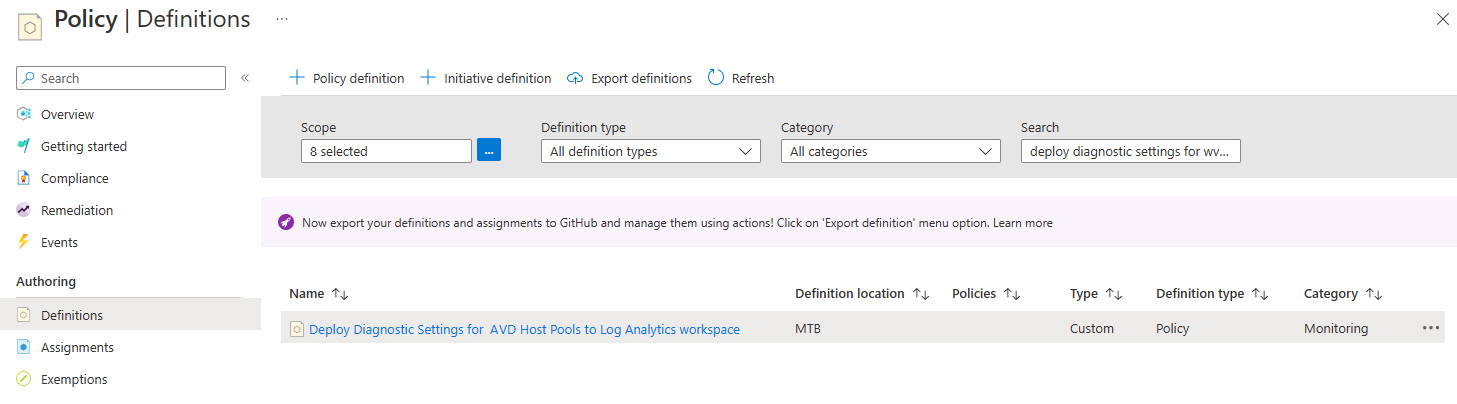 Policy | Definitions ...
Search
«
Overview
Getting started
Compliance
Remediation
Events
Authoring
Definitions
Assignments
Exemptions
+ Policy definition + Initiative definition Export definitions Refresh
Scope Definition type Category Search
8 selected ... All definition types All categories deploy diagnostic settings for wv...
Now export your definitions and assignments to GitHub and manage them using actions! Click on 'Export definition' menu option. Learn more
Name ↑↓ Definition location ↑↓ Policies ↑↓ Type ↑↓ Definition type ↑↓ Category ↑↓
Deploy Diagnostic Settings for  AVD Host Pools to Log Analytics workspace MTB Custom Policy Monitoring ...